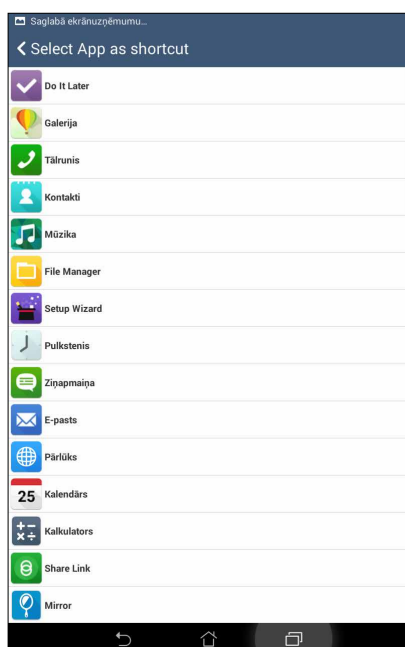 Saglabā ekrānuzņēmumu...
Select App as shortcut
Do It Later
Galerija
Tālrunis
Kontakti
Mūzika
File Manager
Setup Wizard
Pulkstenis
Ziņapmaiņa
E-pasts
Pārlūks
25 Kalendārs
Kalkulators
Share Link
Mirror